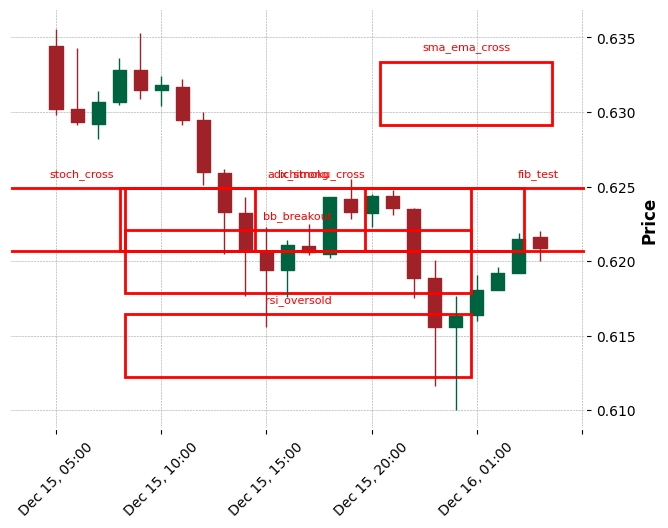 sma_ema_cross
stoch_cross
ichimoku_cross
fib_test
bb_breakout
rsi_oversold
0.635
0.630
0.625
0.620
0.615
0.610
Price
Dec 15, 05:00
Dec 15, 10:00
Dec 15, 15:00
Dec 15, 20:00
Dec 16, 01:00